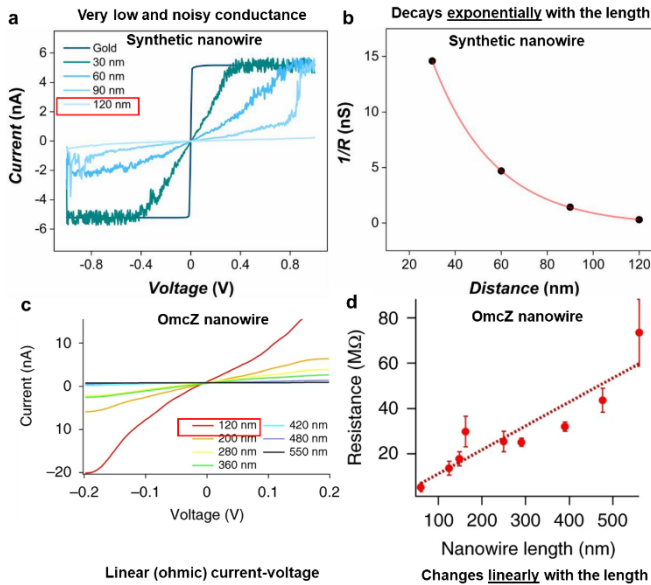 Very low and noisy conductance
Decays exponentially with the length
a
Synthetic nanowire
Gold
30 nm
60 nm
90 nm
120 nm
6
4
2
0
-2
-4
-6
Current (nA)
-0.8
-0.4
0.0
0.4
0.8
Voltage (V)
b
Synthetic nanowire
15
10
5
0
1/R (nS)
20
40
60
80
100
120
Distance (nm)
c
OmcZ nanowire
10
0
10
−20
Current (nA)
120 nm
200 nm
280 nm
360 nm
420 nm
480 nm
550 nm
−0.2
−0.1
0
0.1
0.2
Voltage (V)
d
OmcZ nanowire
80
60
40
20
Resistance (MΩ)
100
200
300
400
500
Nanowire length (nm)
Linear (ohmic) current-voltage
Changes linearly with the length